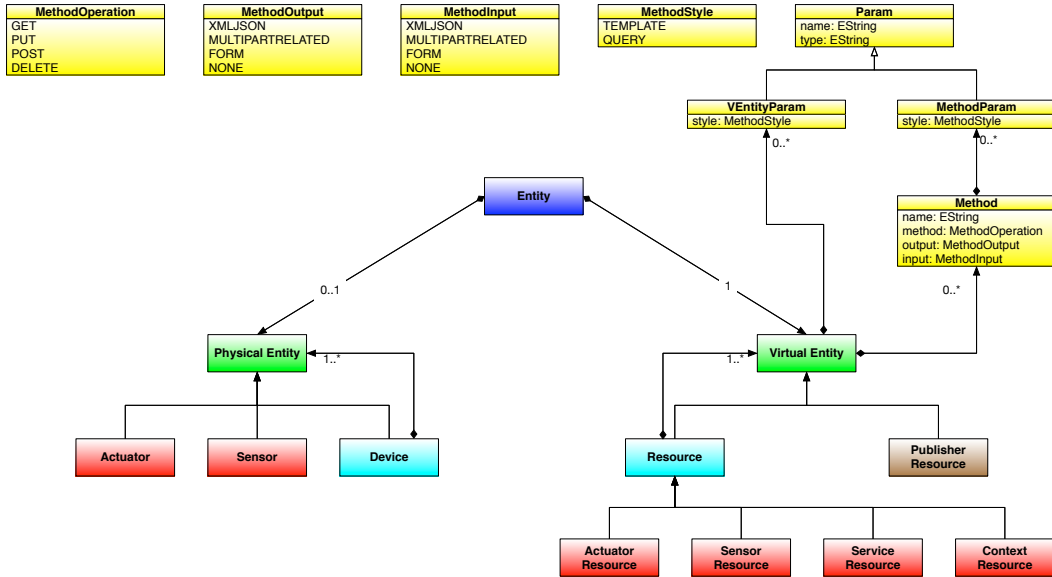 MethodOperation
GET
PUT
POST
DELETE
MethodOutput
XMLJSON
MULTIPARTRELATED
FORM
NONE
MethodInput
XMLJSON
MULTIPARTRELATED
FORM
NONE
MethodStyle
TEMPLATE
QUERY
Param
name: EString
type: EString
VEntityParam
style: MethodStyle
MethodParam
style: MethodStyle
0..*
0..*
Entity
Method
name: EString
method: MethodOperation
output: MethodOutput
input: MethodInput
0..1
1
0..*
Physical Entity
1..*
1..*
Virtual Entity
Actuator
Sensor
Device
Resource
Publisher
Resource
Actuator
Resource
Sensor
Resource
Service
Resource
Context
Resource